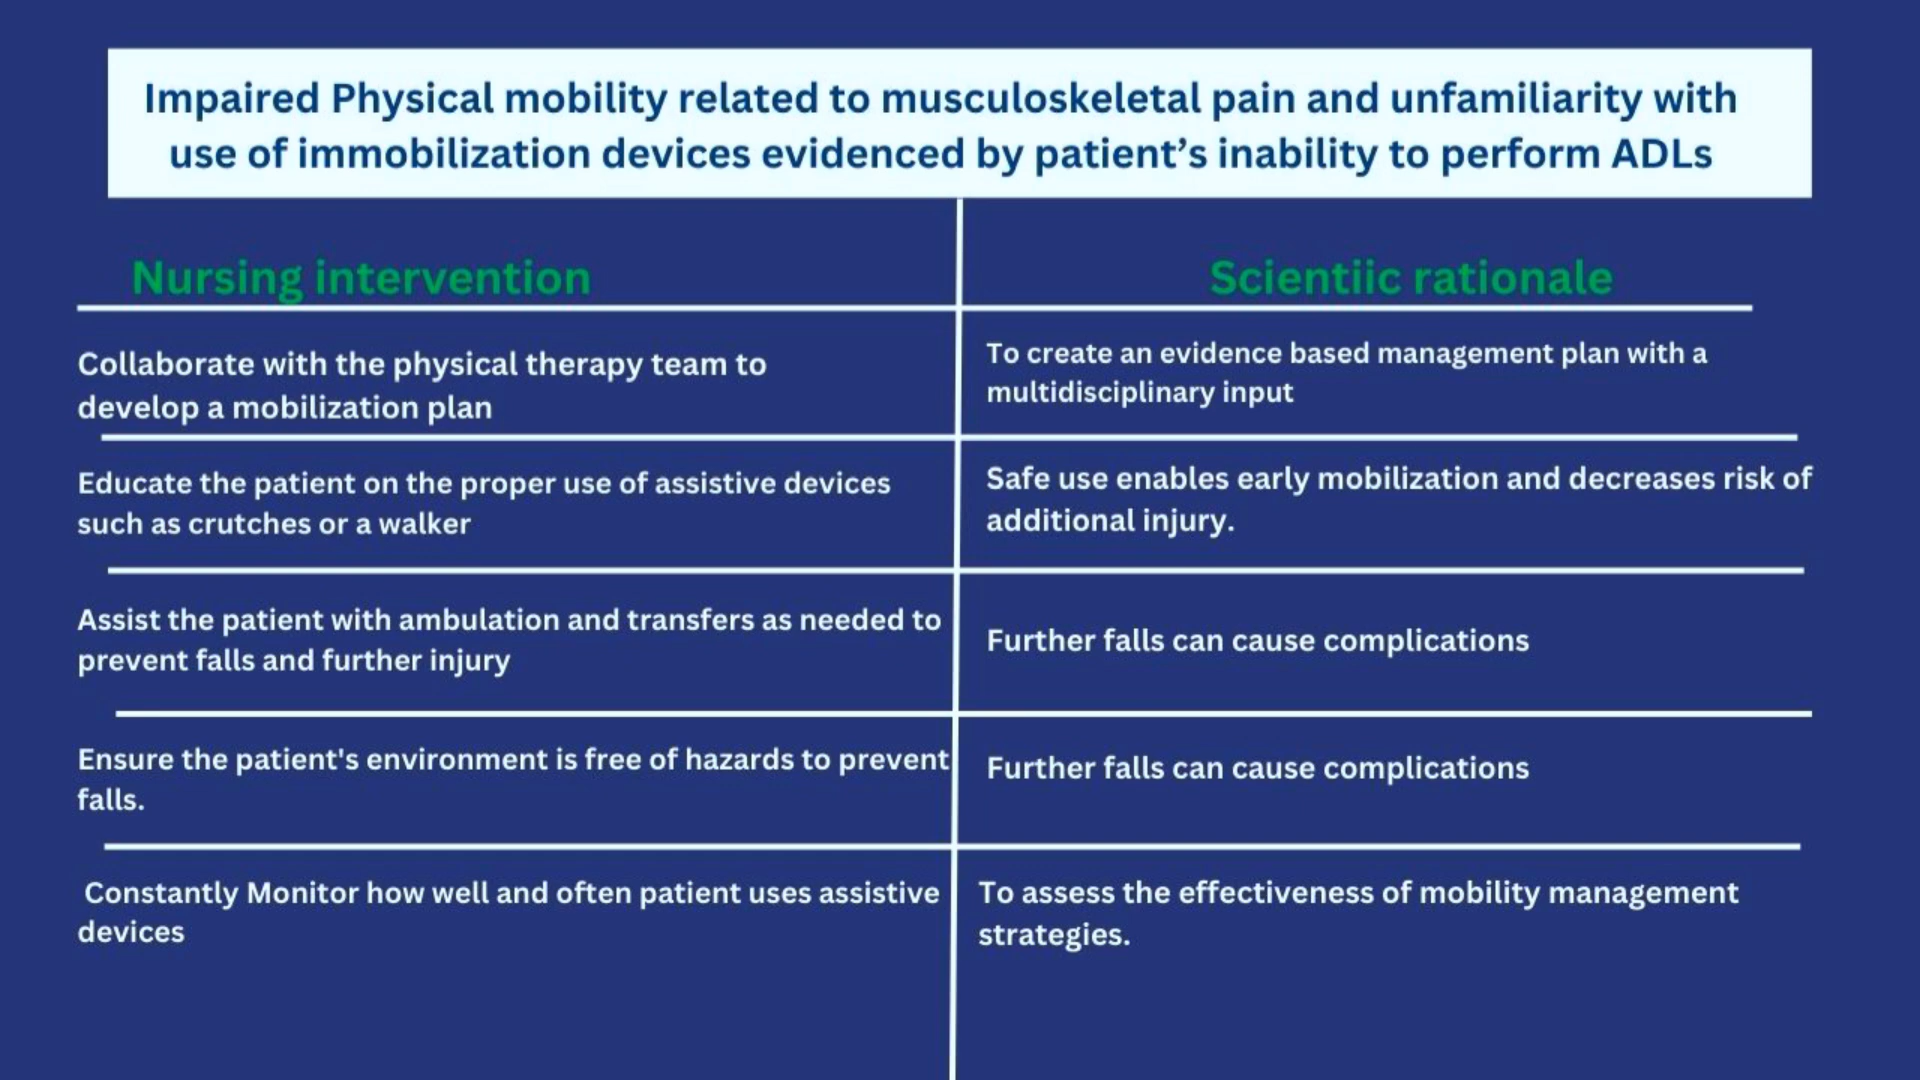 Impaired Physical mobility related to musculoskeletal pain and unfamiliarity with
use of immobilization devices evidenced by patient’s inability to perform ADLs
Nursing intervention
Scientiic rationale
Collaborate with the physical therapy team to
develop a mobilization plan
To create an evidence based management plan with a
multidisciplinary input
Educate the patient on the proper use of assistive devices
such as crutches or a walker
Safe use enables early mobilization and decreases risk of
additional injury.
Assist the patient with ambulation and transfers as needed to
prevent falls and further injury
Further falls can cause complications
Ensure the patient's environment is free of hazards to prevent
falls.
Further falls can cause complications
Constantly Monitor how well and often patient uses assistive
devices
To assess the effectiveness of mobility management
strategies.